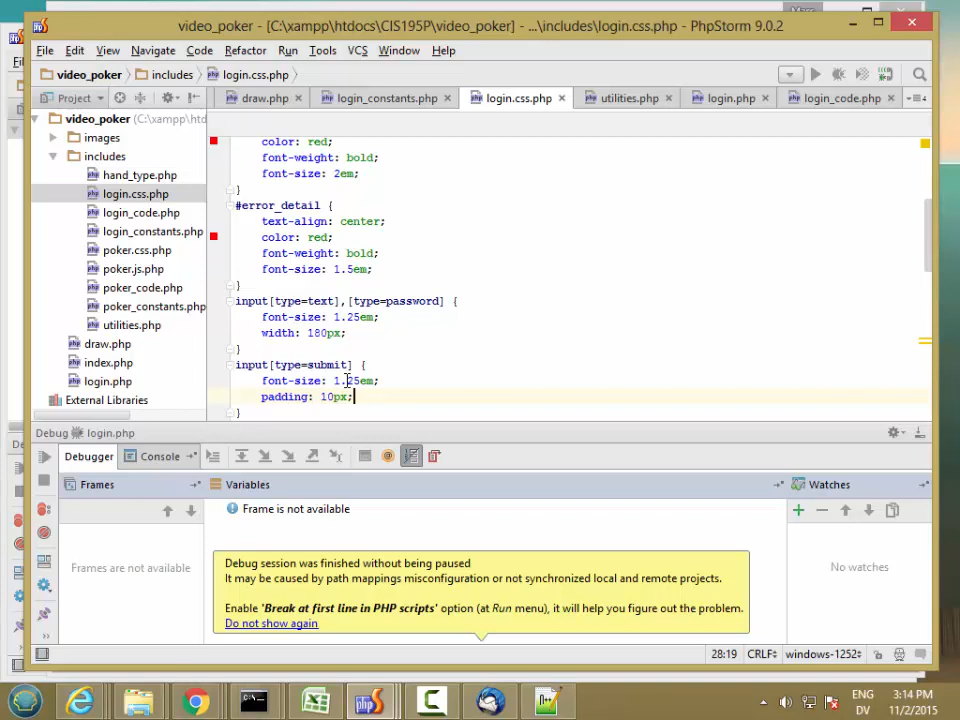 video_poker - [C:\xampp\htdocs\CIS195P\video_poker] - ...\includes\login.css.php - PhpStorm 9.0.2
File Edit View Navigate Code Refactor Run Tools VCS Window Help
video_poker includes login.css.php
Project draw.php login_constants.php login.css.php utilities.php login.php login_code.php
video_poker (C:\xampp\htd
images
includes
hand_type.php
login.css.php
login_code.php
login_constants.php
poker.css.php
poker.js.php
poker_code.php
poker_constants.php
utilities.php
draw.php
index.php
login.php
External Libraries
color: red;
font-weight: bold;
font-size: 2em;
}
#error_detail {
text-align: center;
color: red;
font-weight: bold;
font-size: 1.5em;
}
input[type=text],[type=password] {
font-size: 1.25em;
width: 180px;
}
input[type=submit] {
font-size: 1.25em;
padding: 10px;
}
Debug login.php
Debugger Console
Frames Variables Watches
Frame is not available
Frames are not available
No watches
Debug session was finished without being paused
It may be caused by path mappings misconfiguration or not synchronized local and remote projects.
Enable 'Break at first line in PHP scripts' option (at Run menu), it will help you figure out the problem.
Do not show again
28:19 CRLF windows-1252
ENG 3:14 PM
DV 11/2/2015